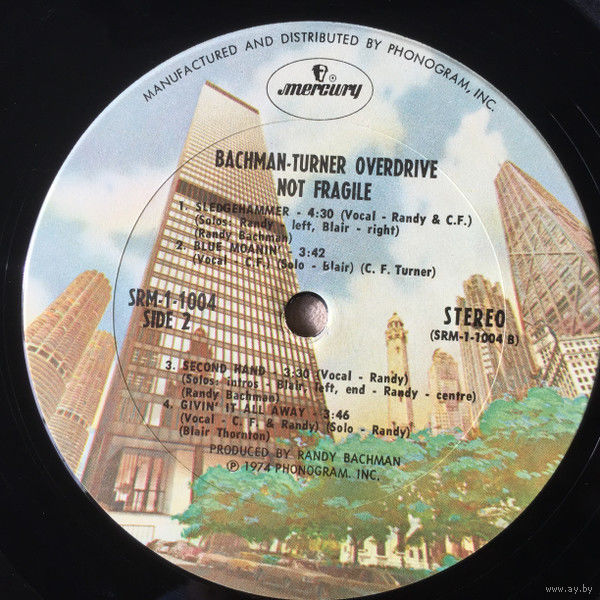 MANUFACTURED AND DISTRIBUTED BY PHONOGRAM, INC.
mercury
BACHMAN-TURNER OVERDRIVE
NOT FRAGILE
1. SLEDGEHAMMER - 4:30 (Vocal - Randy & C.F.)
(Solos: Randy - left, Blair - right)
(Randy Bachman)
2. BLUE MOANIN' - 3:42
(Vocal - C.F.) (Solo - Blair) (C. F. Turner)
SRM-1-1004
SIDE 2
STEREO
(SRM-1-1004 B)
3. SECOND HAND - 3:30 (Vocal - Randy)
(Solos: intros - Blair, left, end - Randy - centre)
(Randy Bachman)
4. GIVIN' IT ALL AWAY - 3:46
(Vocal - C. F. & Randy) (Solo - Randy)
(Blair Thornton)
PRODUCED BY RANDY BACHMAN
℗ 1974 PHONOGRAM, INC.
www.ay.by